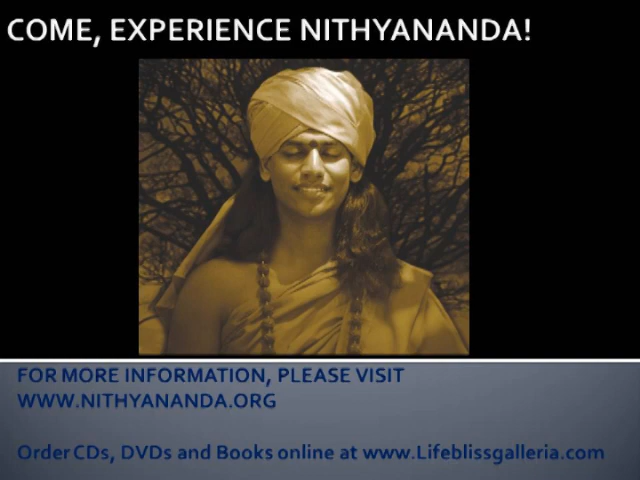 COME, EXPERIENCE NITHYANANDA!
FOR MORE INFORMATION, PLEASE VISIT
WWW.NITHYANANDA.ORG
Order CDs, DVDs and Books online at www.Lifeblissgalleria.com